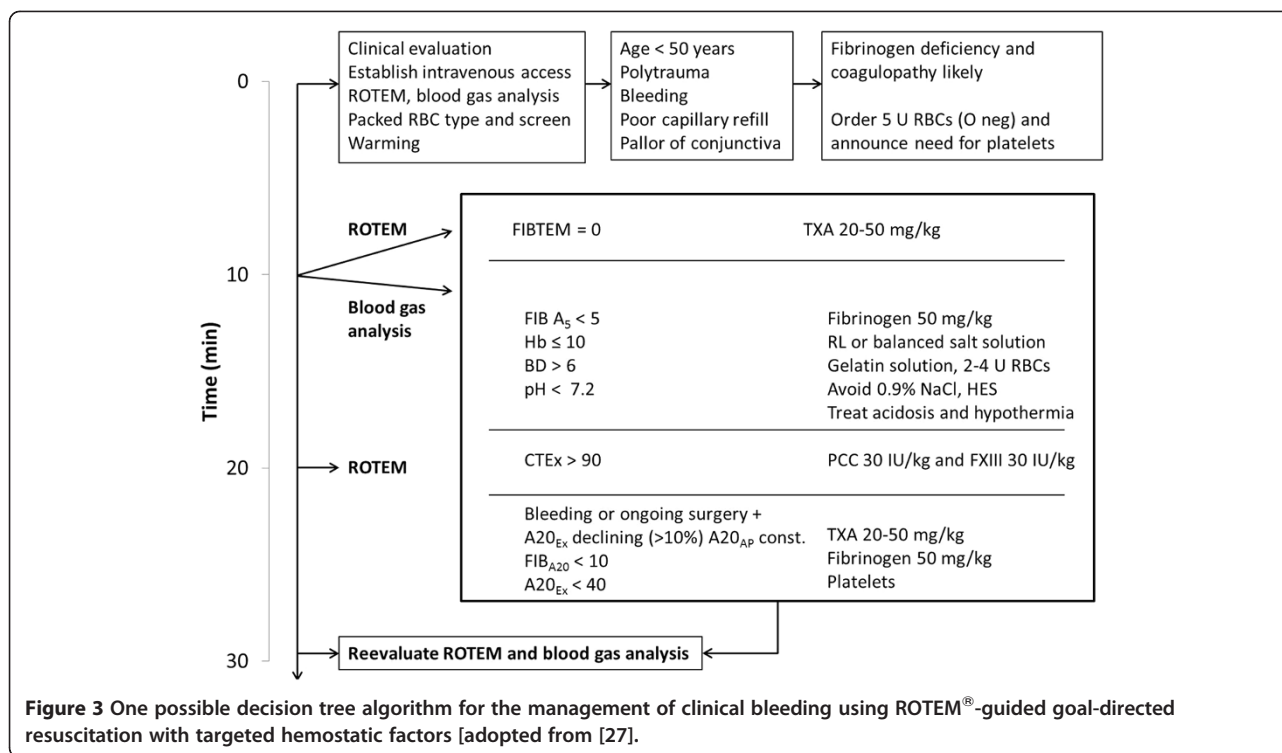 Clinical evaluation
Establish intravenous access
ROTEM, blood gas analysis
Packed RBC type and screen
Warming
Age < 50 years
Polytrauma
Bleeding
Poor capillary refill
Pallor of conjunctiva
Fibrinogen deficiency and
coagulopathy likely
Order 5 U RBCs (O neg) and
announce need for platelets
0
10
20
30
Time (min)
ROTEM
Blood gas
analysis
ROTEM
FIBTEM = 0 TXA 20-50 mg/kg
FIB A5 < 5 Fibrinogen 50 mg/kg
Hb ≤ 10 RL or balanced salt solution
BD > 6 Gelatin solution, 2-4 U RBCs
pH < 7.2 Avoid 0.9% NaCl, HES
Treat acidosis and hypothermia
CTEx > 90 PCC 30 IU/kg and FXIII 30 IU/kg
Bleeding or ongoing surgery +
A20Ex declining (>10%) A20AP const. TXA 20-50 mg/kg
FIBA20 < 10 Fibrinogen 50 mg/kg
A20Ex < 40 Platelets
Reevaluate ROTEM and blood gas analysis
Figure 3 One possible decision tree algorithm for the management of clinical bleeding using ROTEM®-guided goal-directed
resuscitation with targeted hemostatic factors [adopted from [27].